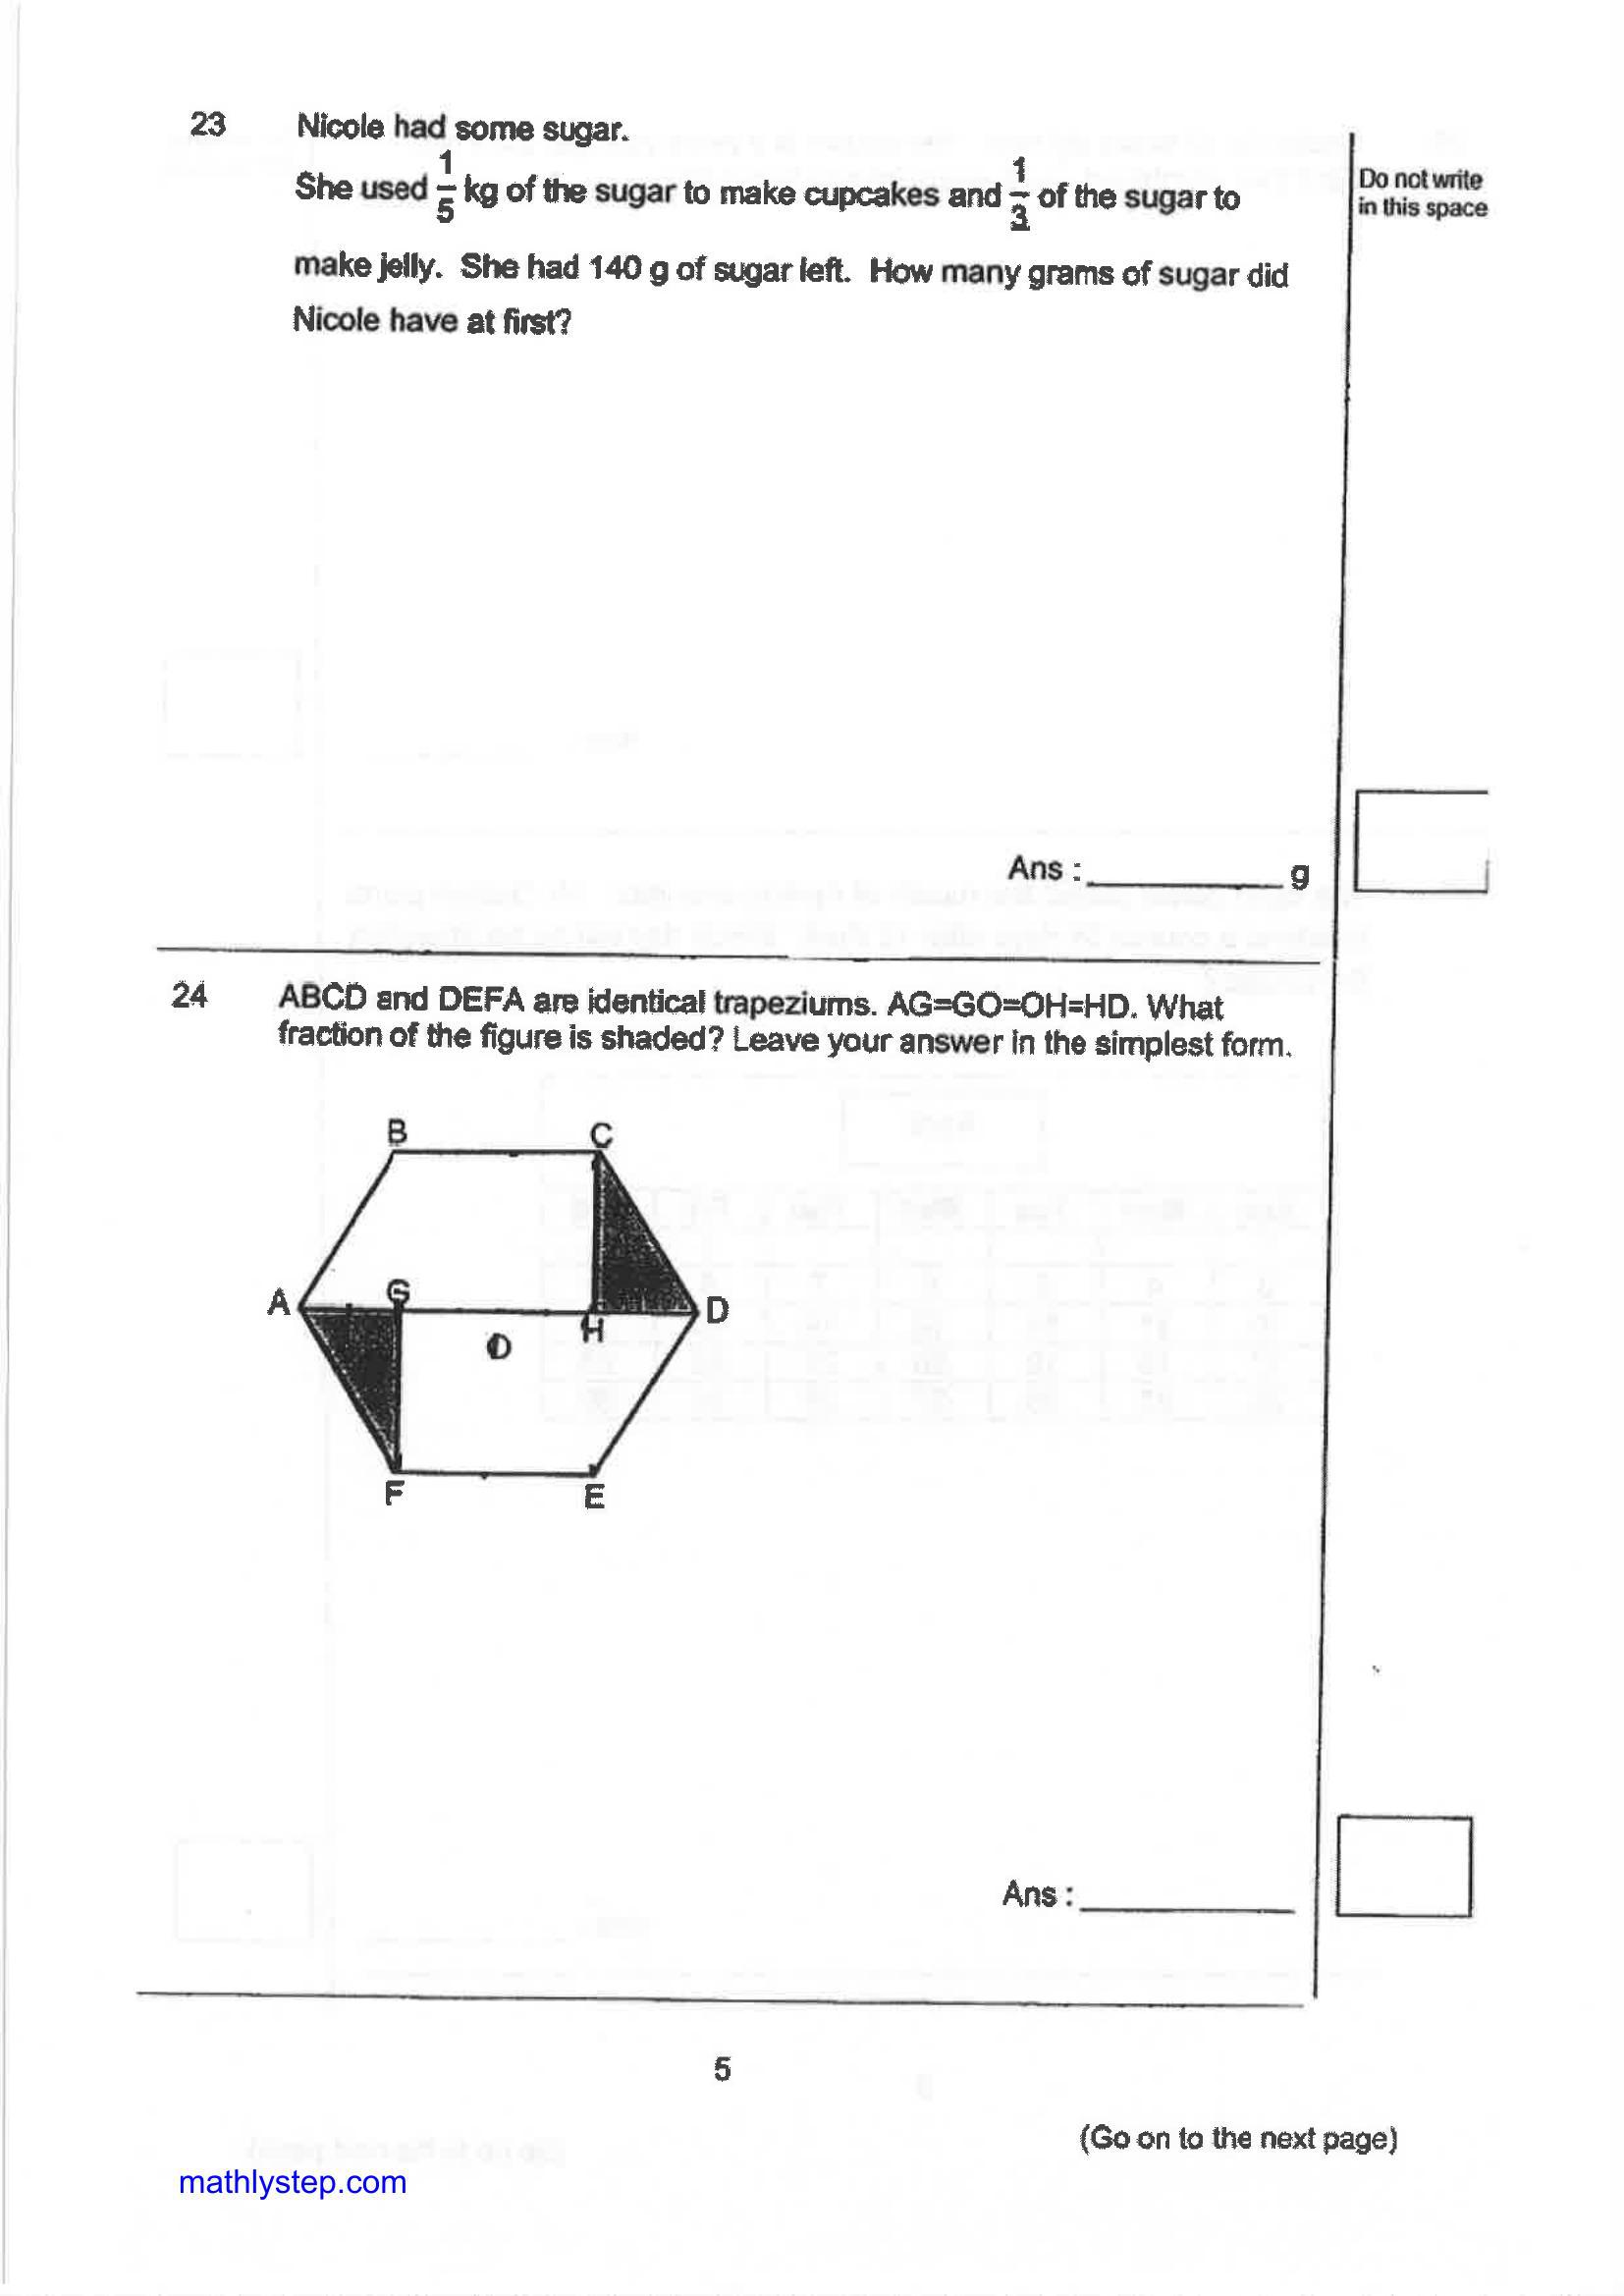 23 Nicole had some sugar.
She used 1/5 kg of the sugar to make cupcakes and 1/3 of the sugar to
make jelly. She had 140 g of sugar left. How many grams of sugar did
Nicole have at first?
Do not write
in this space
Ans : ________ g
24 ABCD and DEFA are identical trapeziums. AG=GO=OH=HD. What
fraction of the figure is shaded? Leave your answer in the simplest form.
B C
A G D
O H
F E
Ans : ________
5
(Go on to the next page)
mathlystep.com